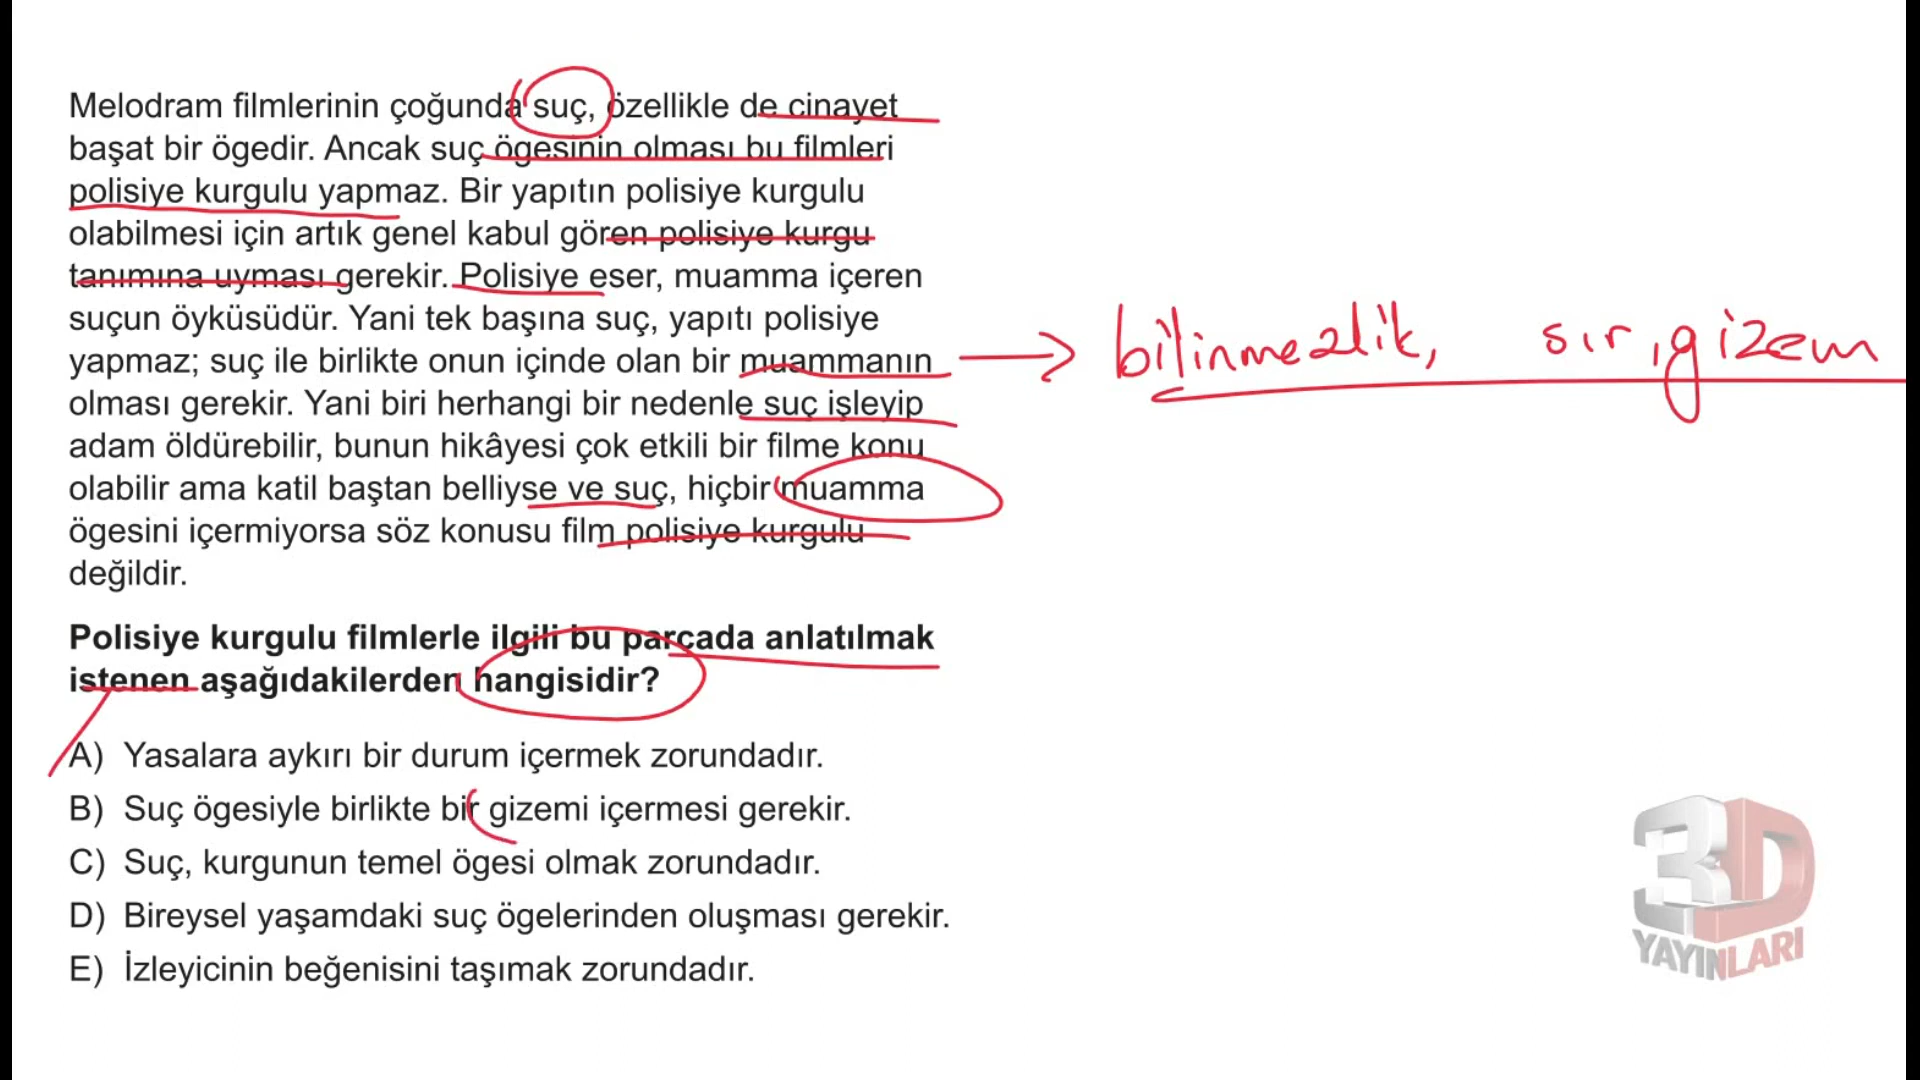 Melodram filmlerinin çoğunda suç, özellikle de cinayet
başat bir ögedir. Ancak suç ögesinin olması bu filmleri
polisiye kurgulu yapmaz. Bir yapıtın polisiye kurgulu
olabilmesi için artık genel kabul gören polisiye kurgu
tanımına uyması gerekir. Polisiye eser, muamma içeren
suçun öyküsüdür. Yani tek başına suç, yapıtı polisiye
yapmaz; suç ile birlikte onun içinde olan bir muammanın
olması gerekir. Yani biri herhangi bir nedenle suç işleyip
adam öldürebilir, bunun hikâyesi çok etkili bir filme konu
olabilir ama katil baştan belliyse ve suç, hiçbir muamma
ögesini içermiyorsa söz konusu film polisiye kurgulu
değildir.
bilinmezlik, sır, gizem
Polisiye kurgulu filmlerle ilgili bu parçada anlatılmak
istenen aşağıdakilerden hangisidir?
A) Yasalara aykırı bir durum içermek zorundadır.
B) Suç ögesiyle birlikte bir gizemi içermesi gerekir.
C) Suç, kurgunun temel ögesi olmak zorundadır.
D) Bireysel yaşamdaki suç ögelerinden oluşması gerekir.
E) İzleyicinin beğenisini taşımak zorundadır.
3D
YAYINLARI